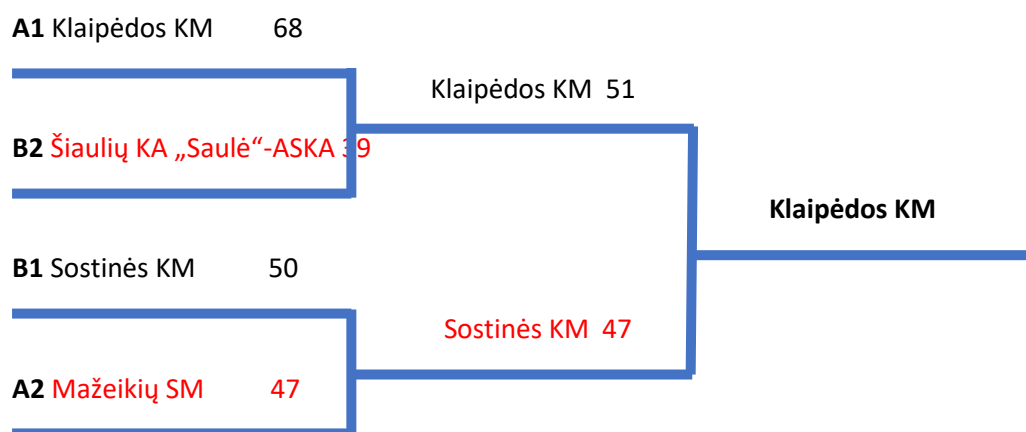 A1 Klaipėdos KM 68
Klaipėdos KM 51
B2 Šiaulių KA „Saulė“-ASKA 39
Klaipėdos KM
B1 Sostinės KM 50
Sostinės KM 47
A2 Mažeikių SM 47